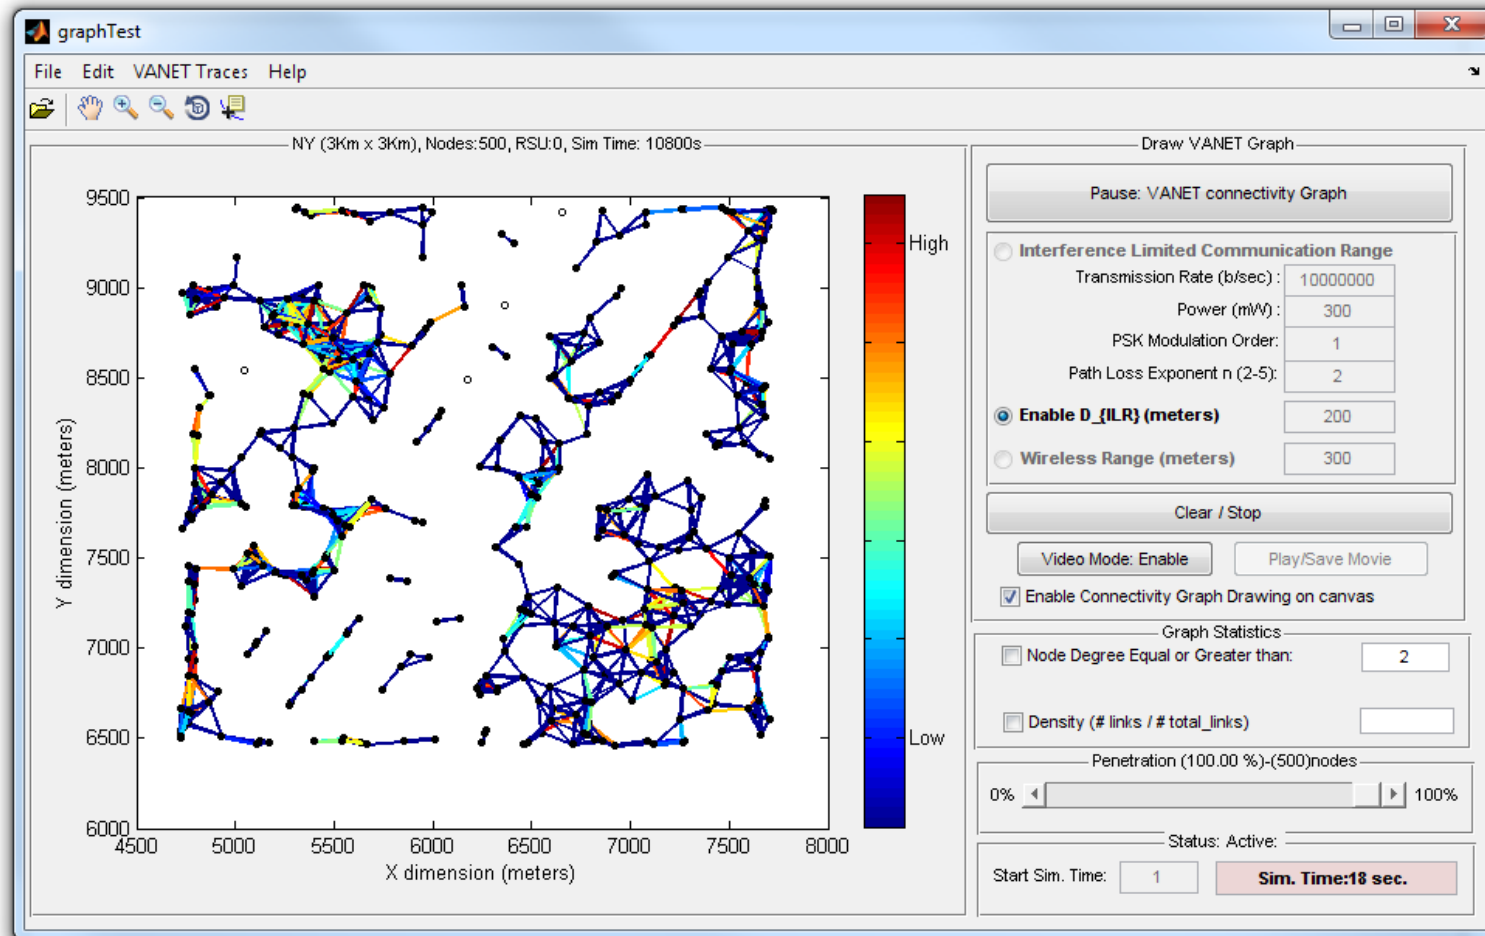 graphTest
File Edit VANET Traces Help
NY (3Km x 3Km), Nodes:500, RSU:0, Sim Time: 10800s
9500
9000
8500
8000
7500
7000
6500
6000
Y dimension (meters)
4500 5000 5500 6000 6500 7000 7500 8000
X dimension (meters)
High
Low
Draw VANET Graph
Pause: VANET connectivity Graph
Interference Limited Communication Range
Transmission Rate (b/sec) : 10000000
Power (mW) : 300
PSK Modulation Order: 1
Path Loss Exponent n (2-5): 2
Enable D_{ILR} (meters) 200
Wireless Range (meters) 300
Clear / Stop
Video Mode: Enable Play/Save Movie
Enable Connectivity Graph Drawing on canvas
Graph Statistics
Node Degree Equal or Greater than: 2
Density (# links / # total_links)
Penetration (100.00 %)-(500)nodes
0% 100%
Status: Active:
Start Sim. Time: 1 Sim. Time:18 sec.